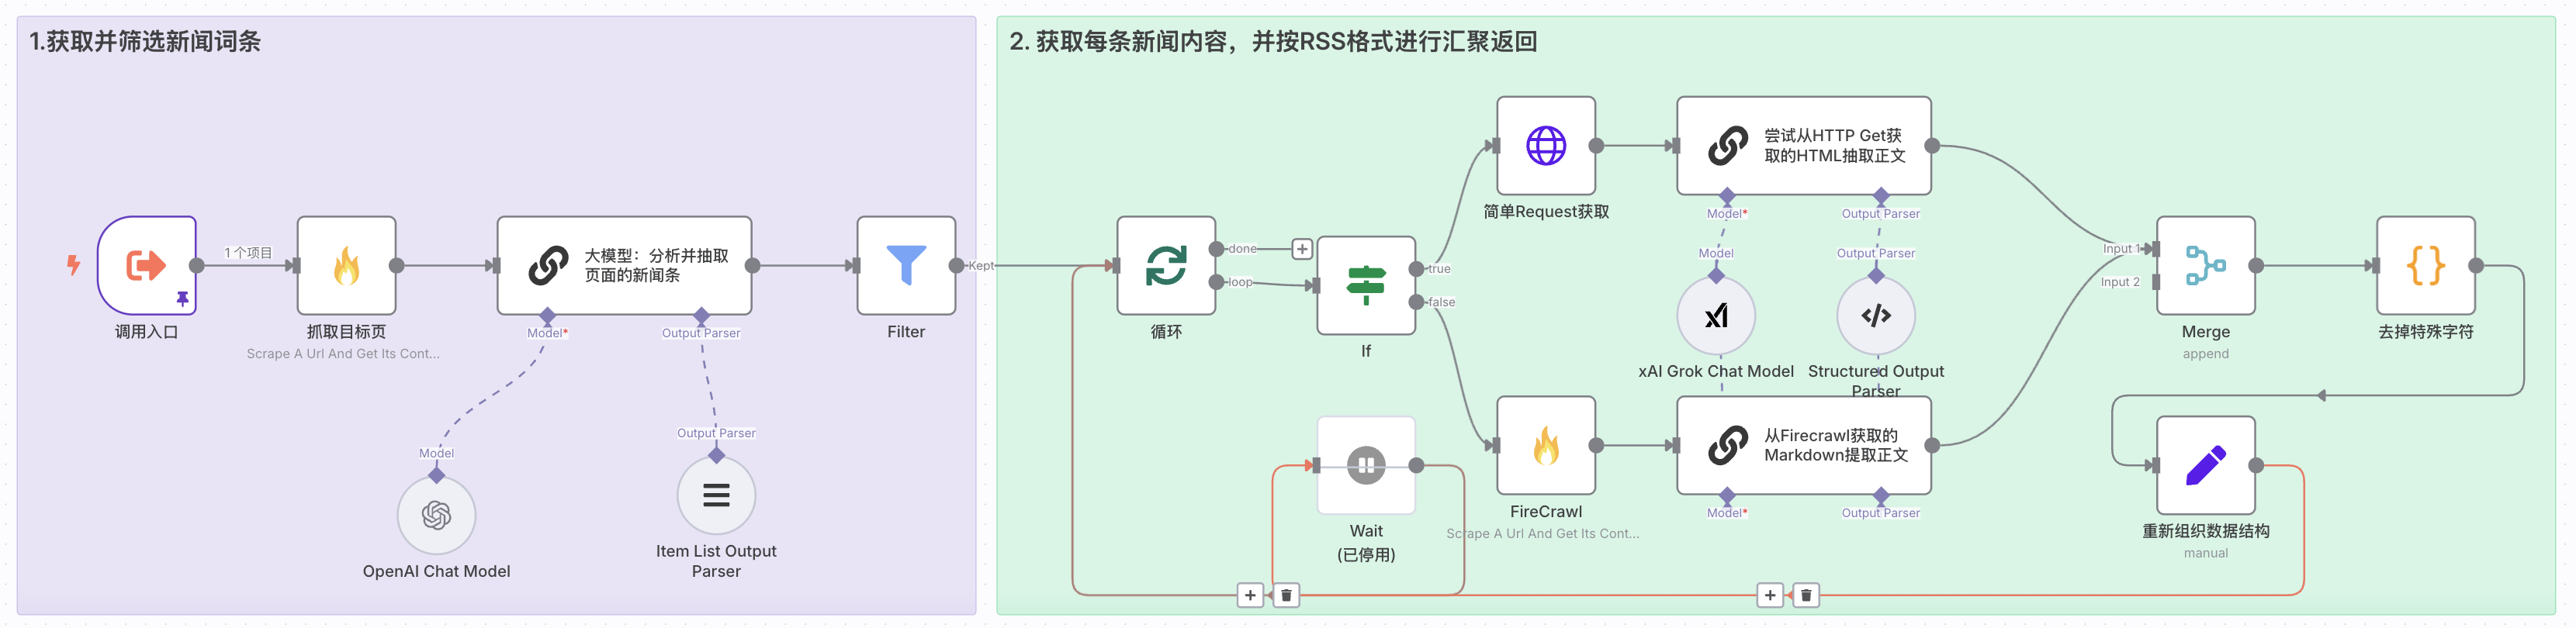 1.获取并筛选新闻词条
调用入口
1 个项目
抓取目标页
Scrape A Url And Get Its Cont...
大模型：分析并抽取
页面的新闻条
Model*
Output Parser
Model
OpenAI Chat Model
Output Parser
Item List Output
Parser
Filter
Kept
2. 获取每条新闻内容，并按RSS格式进行汇聚返回
循环
done
loop
If
true
false
简单Request获取
尝试从HTTP Get获
取的HTML抽取正文
Model*
Output Parser
Model
Output Parser
xAI Grok Chat Model
Structured Output
Parser
Wait
(已停用)
FireCrawl
Scrape A Url And Get Its Cont...
从Firecrawl获取的
Markdown提取正文
Model*
Output Parser
Input 1
Input 2
Merge
append
去掉特殊字符
重新组织数据结构
manual